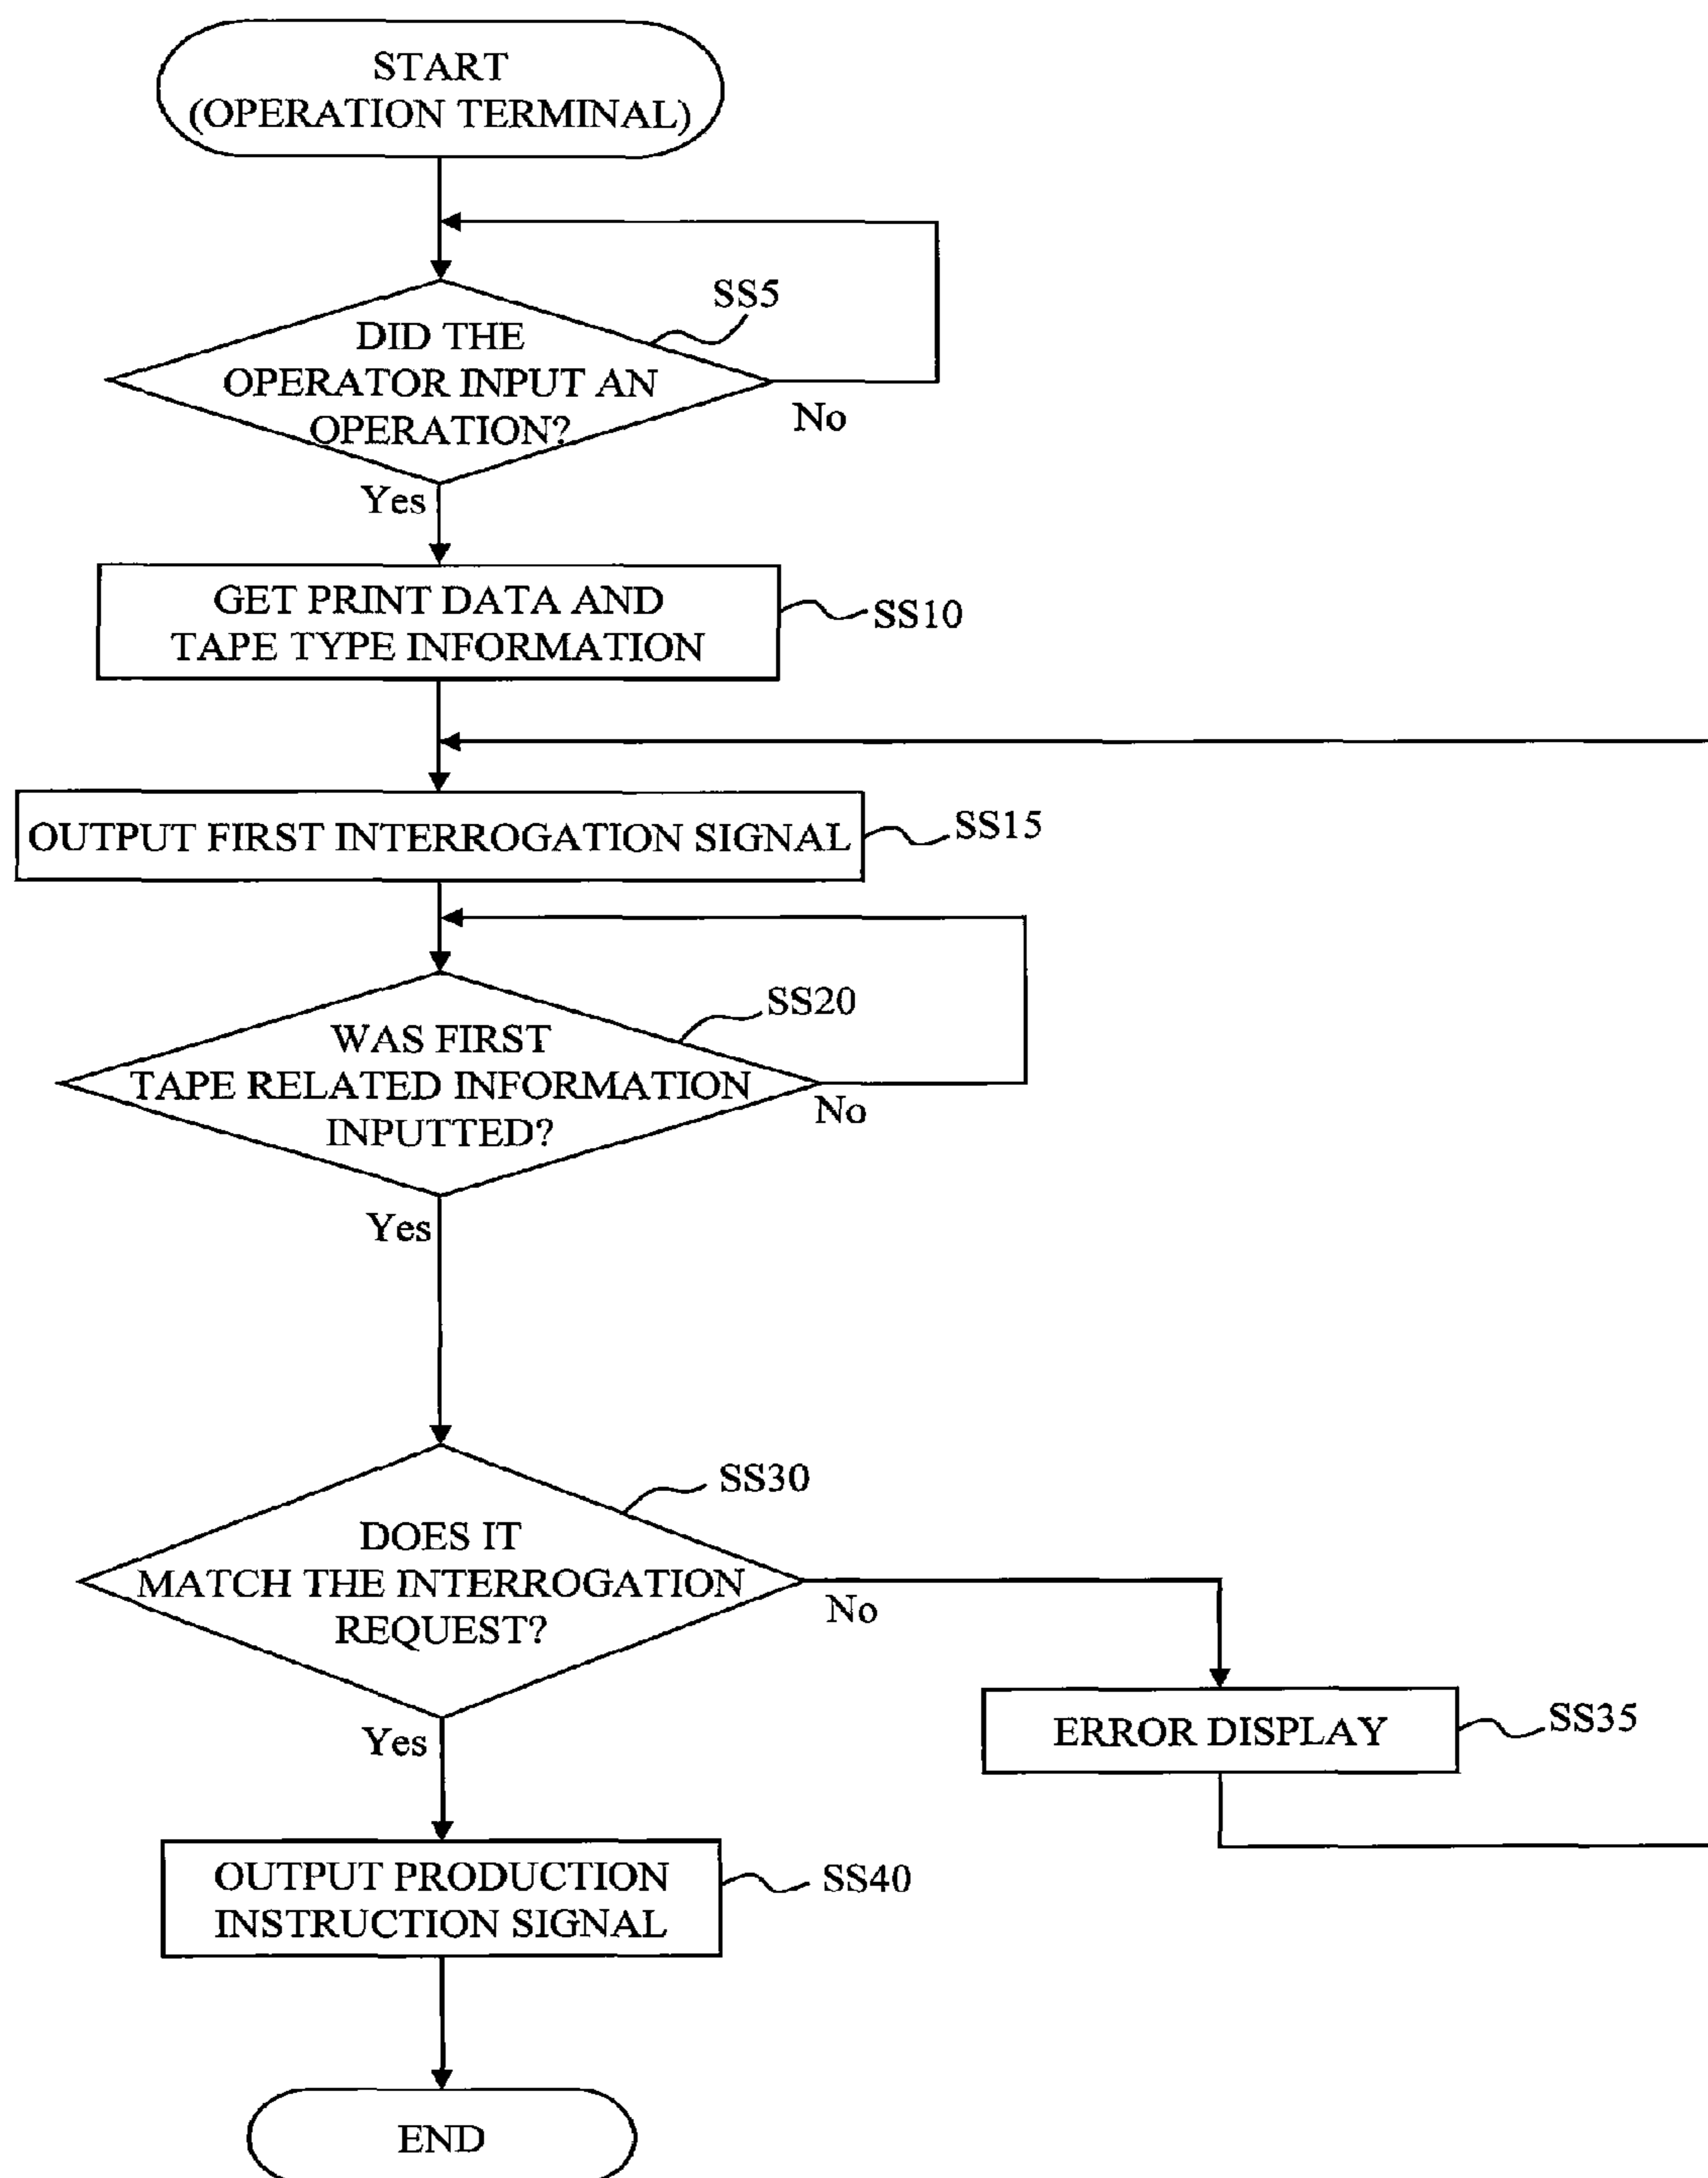 START
(OPERATION TERMINAL)
SS5
DID THE
OPERATOR INPUT AN
OPERATION?
No
Yes
GET PRINT DATA AND
TAPE TYPE INFORMATION
SS10
OUTPUT FIRST INTERROGATION SIGNAL
SS15
SS20
WAS FIRST
TAPE RELATED INFORMATION
INPUTTED?
No
Yes
SS30
DOES IT
MATCH THE INTERROGATION
REQUEST?
No
Yes
ERROR DISPLAY
SS35
OUTPUT PRODUCTION
INSTRUCTION SIGNAL
SS40
END